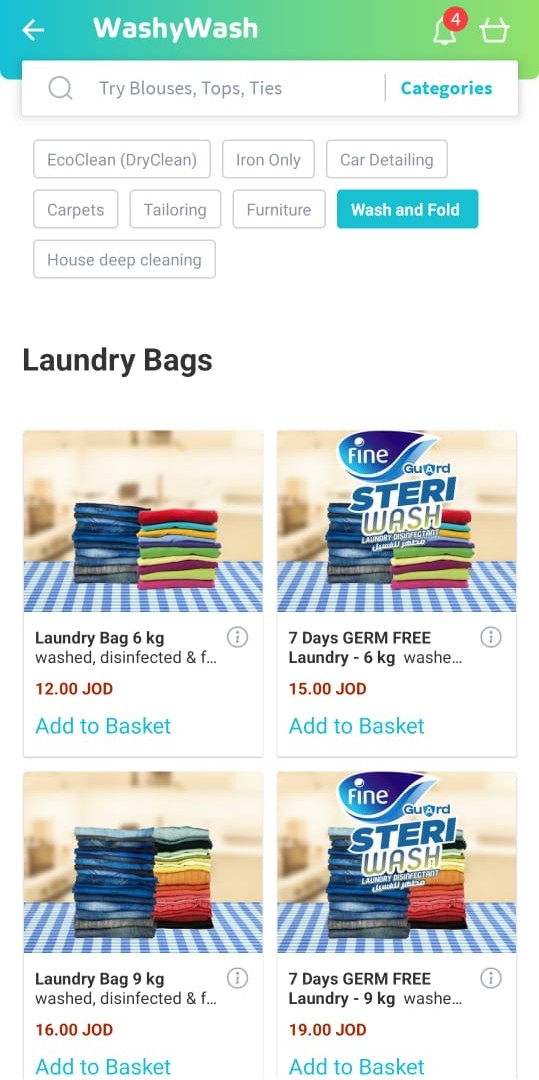 WashyWash
4
Try Blouses, Tops, Ties
Categories
EcoClean (DryClean)
Iron Only
Car Detailing
Carpets
Tailoring
Furniture
Wash and Fold
House deep cleaning
Laundry Bags
Fine
Guard
STERI
WASH
LAUNDRY DISINFECTANT
مطهر للغسيل
Laundry Bag 6 kg
washed, disinfected & f...
12.00 JOD
Add to Basket
7 Days GERM FREE
Laundry - 6 kg washe...
15.00 JOD
Add to Basket
Fine
Guard
STERI
WASH
LAUNDRY DISINFECTANT
مطهر للغسيل
Laundry Bag 9 kg
washed, disinfected & f...
16.00 JOD
Add to Basket
7 Days GERM FREE
Laundry - 9 kg washe...
19.00 JOD
Add to Basket